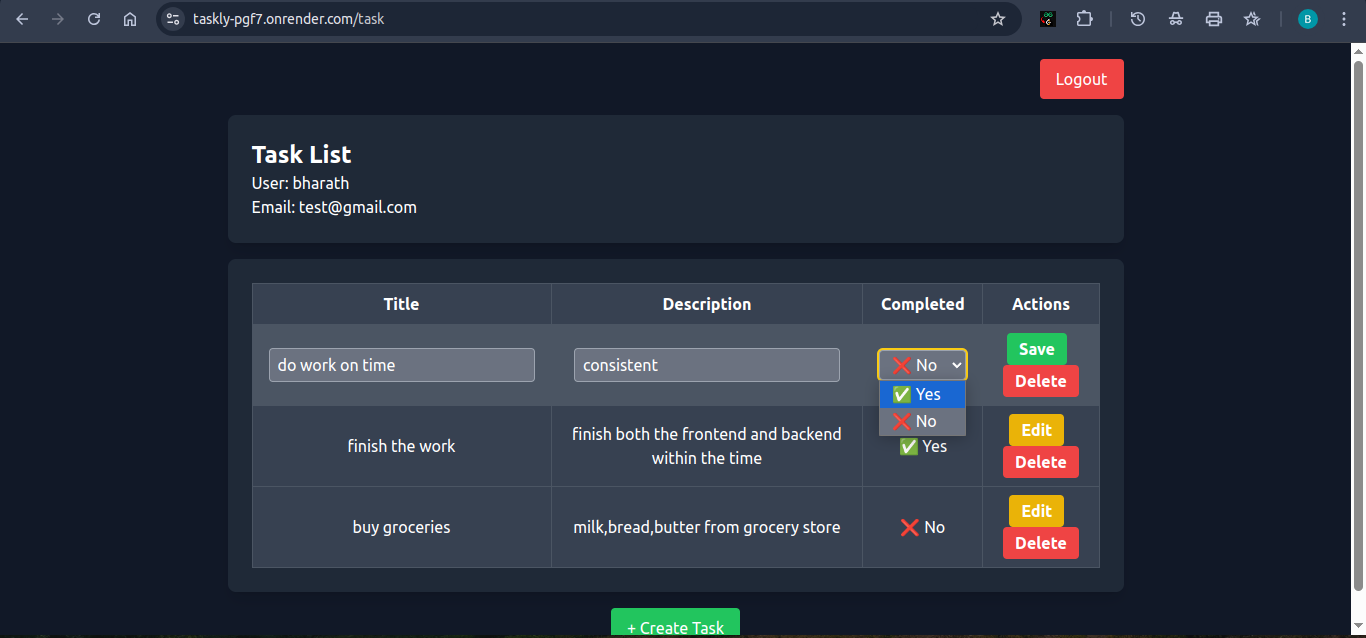 taskly-pgf7.onrender.com/task
B
Logout
Task List
User: bharath
Email: test@gmail.com
Title Description Completed Actions
do work on time consistent ❌ No Save
Delete
✅ Yes
❌ No
finish the work finish both the frontend and backend within the time ✅ Yes Edit
Delete
buy groceries milk,bread,butter from grocery store ❌ No Edit
Delete
+ Create Task